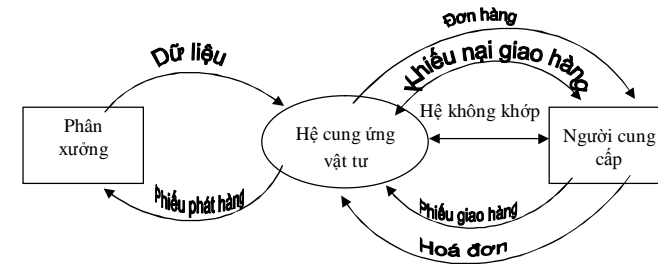 Đơn hàng
Dữ liệu
Khiếu nại giao hàng
Hệ không khớp
Phân
xưởng
Hệ cung ứng
vật tư
Người cung
cấp
Phiếu phát hàng
Phiếu giao hàng
Hoá đơn